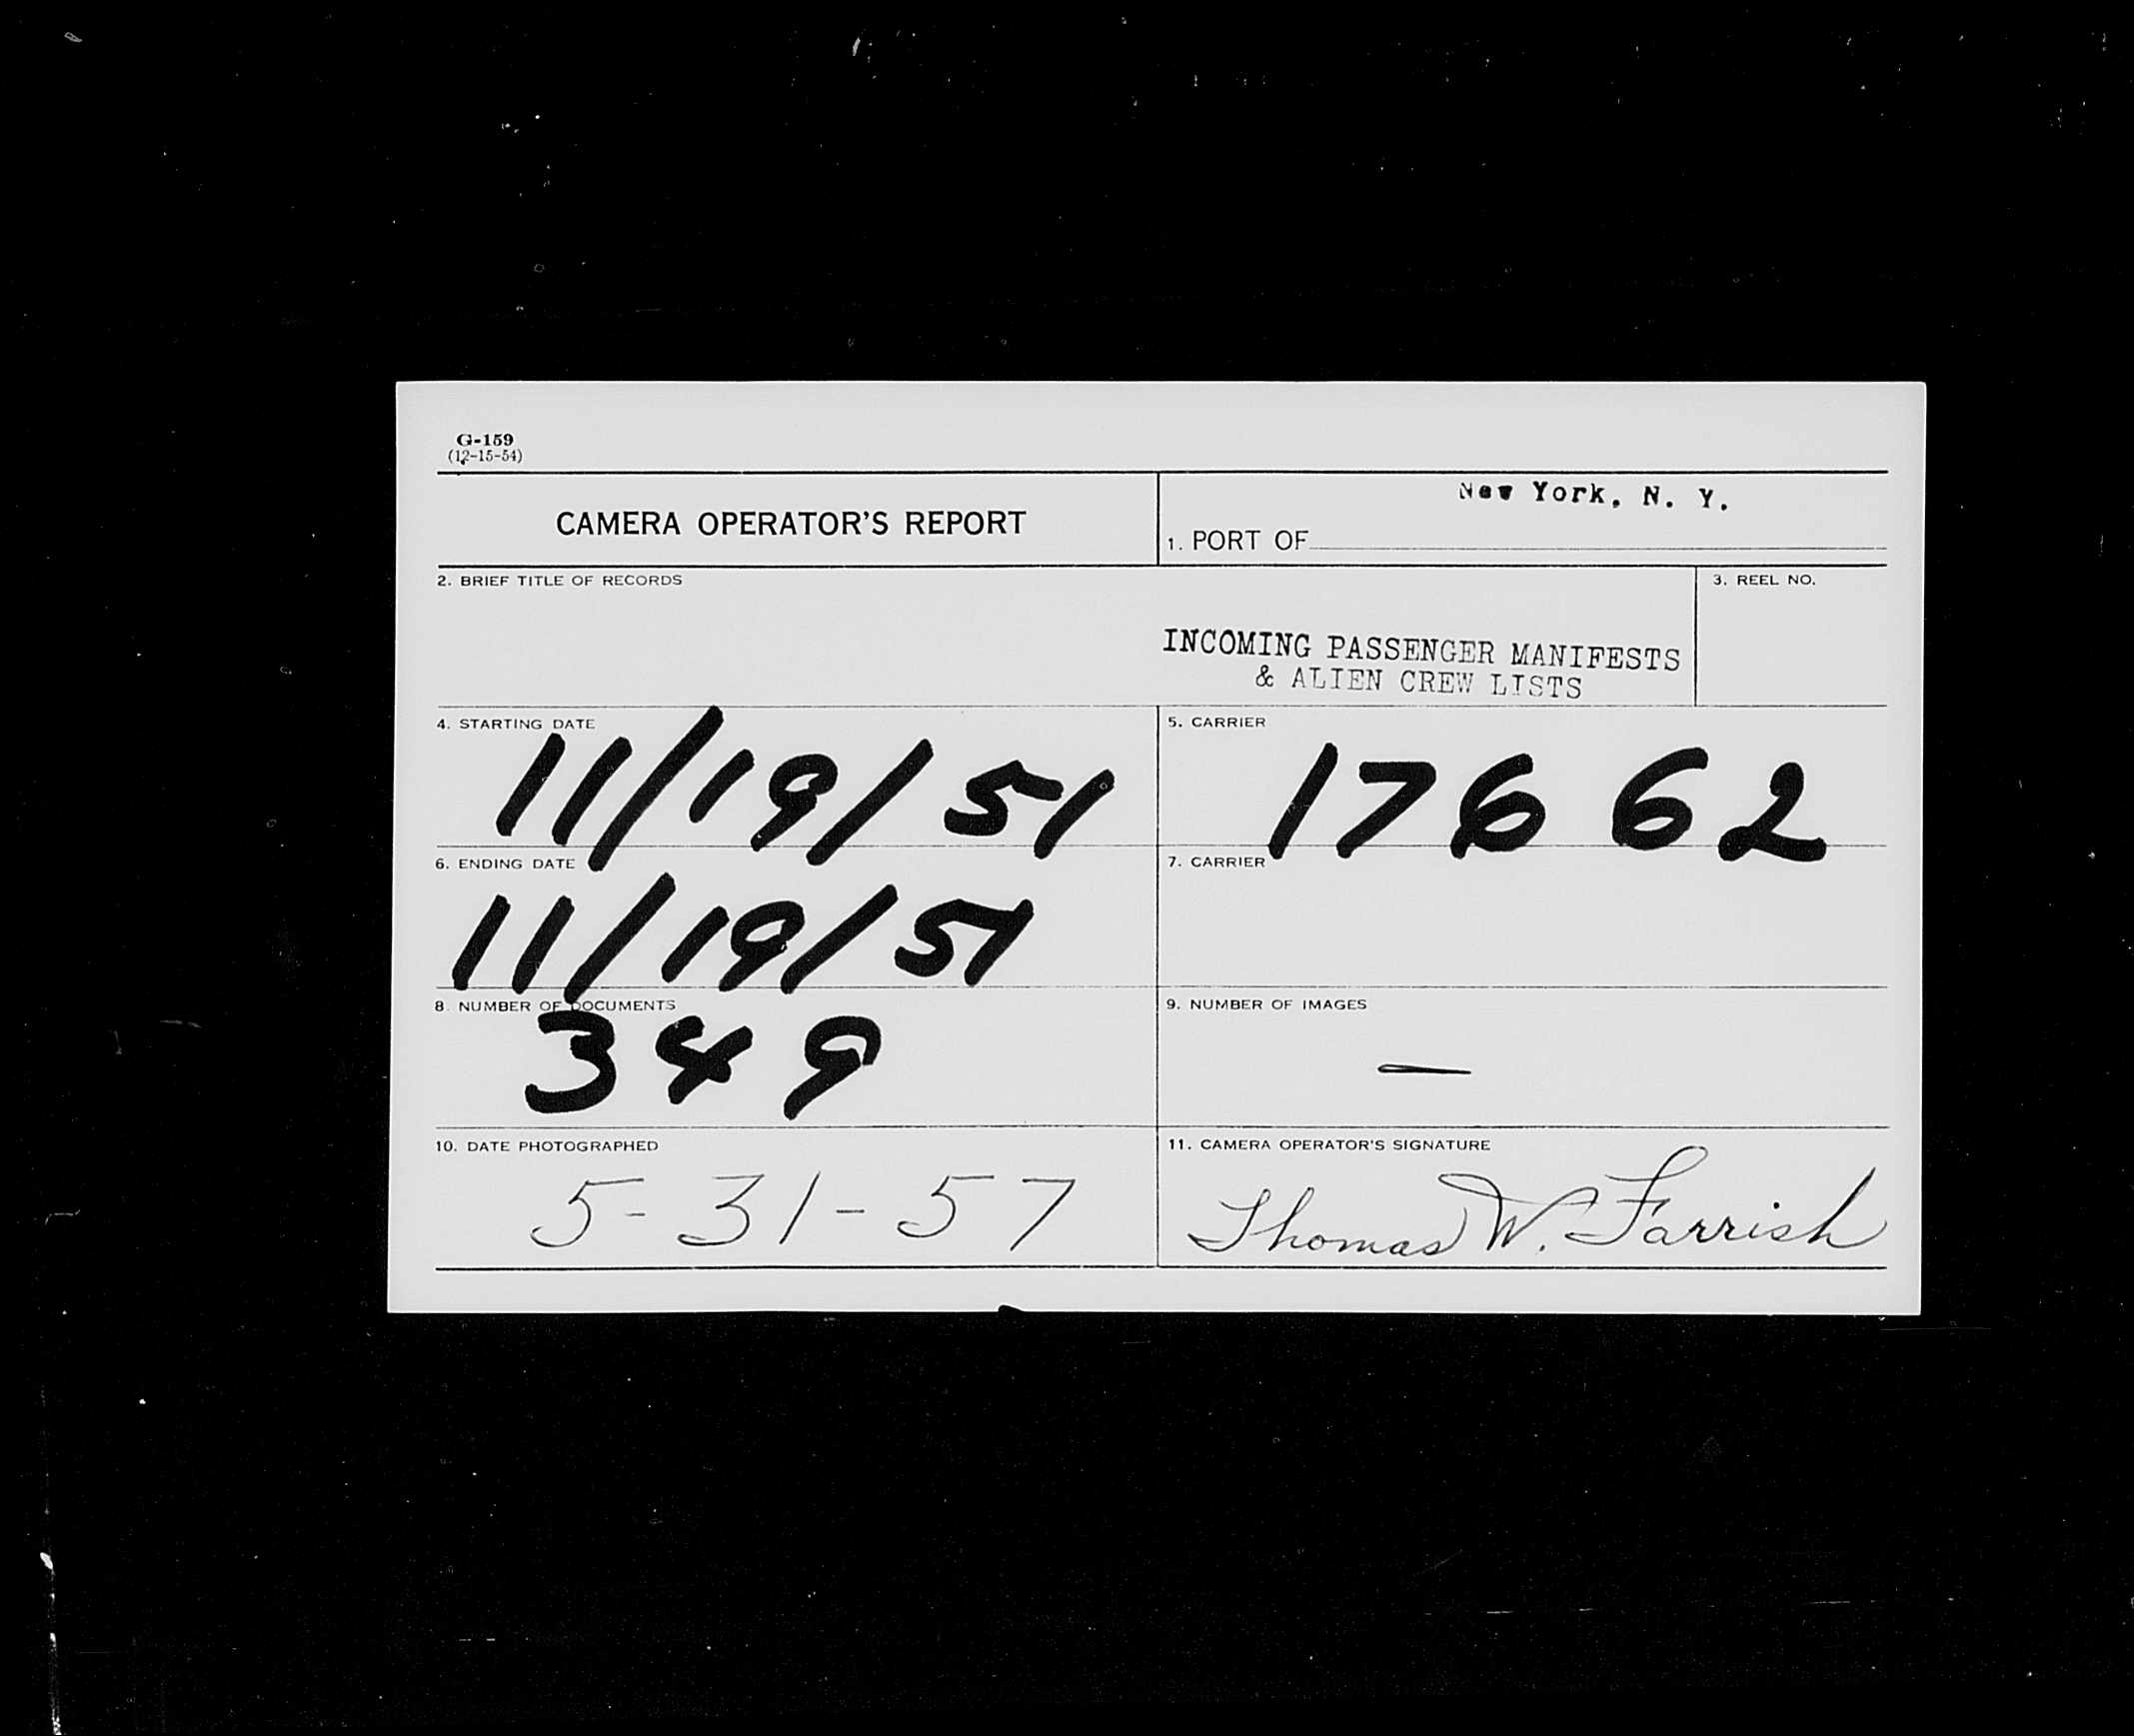 G-159
(12-15-54)
CAMERA OPERATOR'S REPORT
New York, N. Y.
1. PORT OF
2. BRIEF TITLE OF RECORDS
INCOMING PASSENGER MANIFESTS
& ALIEN CREW LISTS
3. REEL NO.
4. STARTING DATE
11/19/51
5. CARRIER
17662
6. ENDING DATE
11/19/51
7. CARRIER
8. NUMBER OF DOCUMENTS
349
9. NUMBER OF IMAGES
—
10. DATE PHOTOGRAPHED
5-31-57
11. CAMERA OPERATOR'S SIGNATURE
Thomas W. Farrish